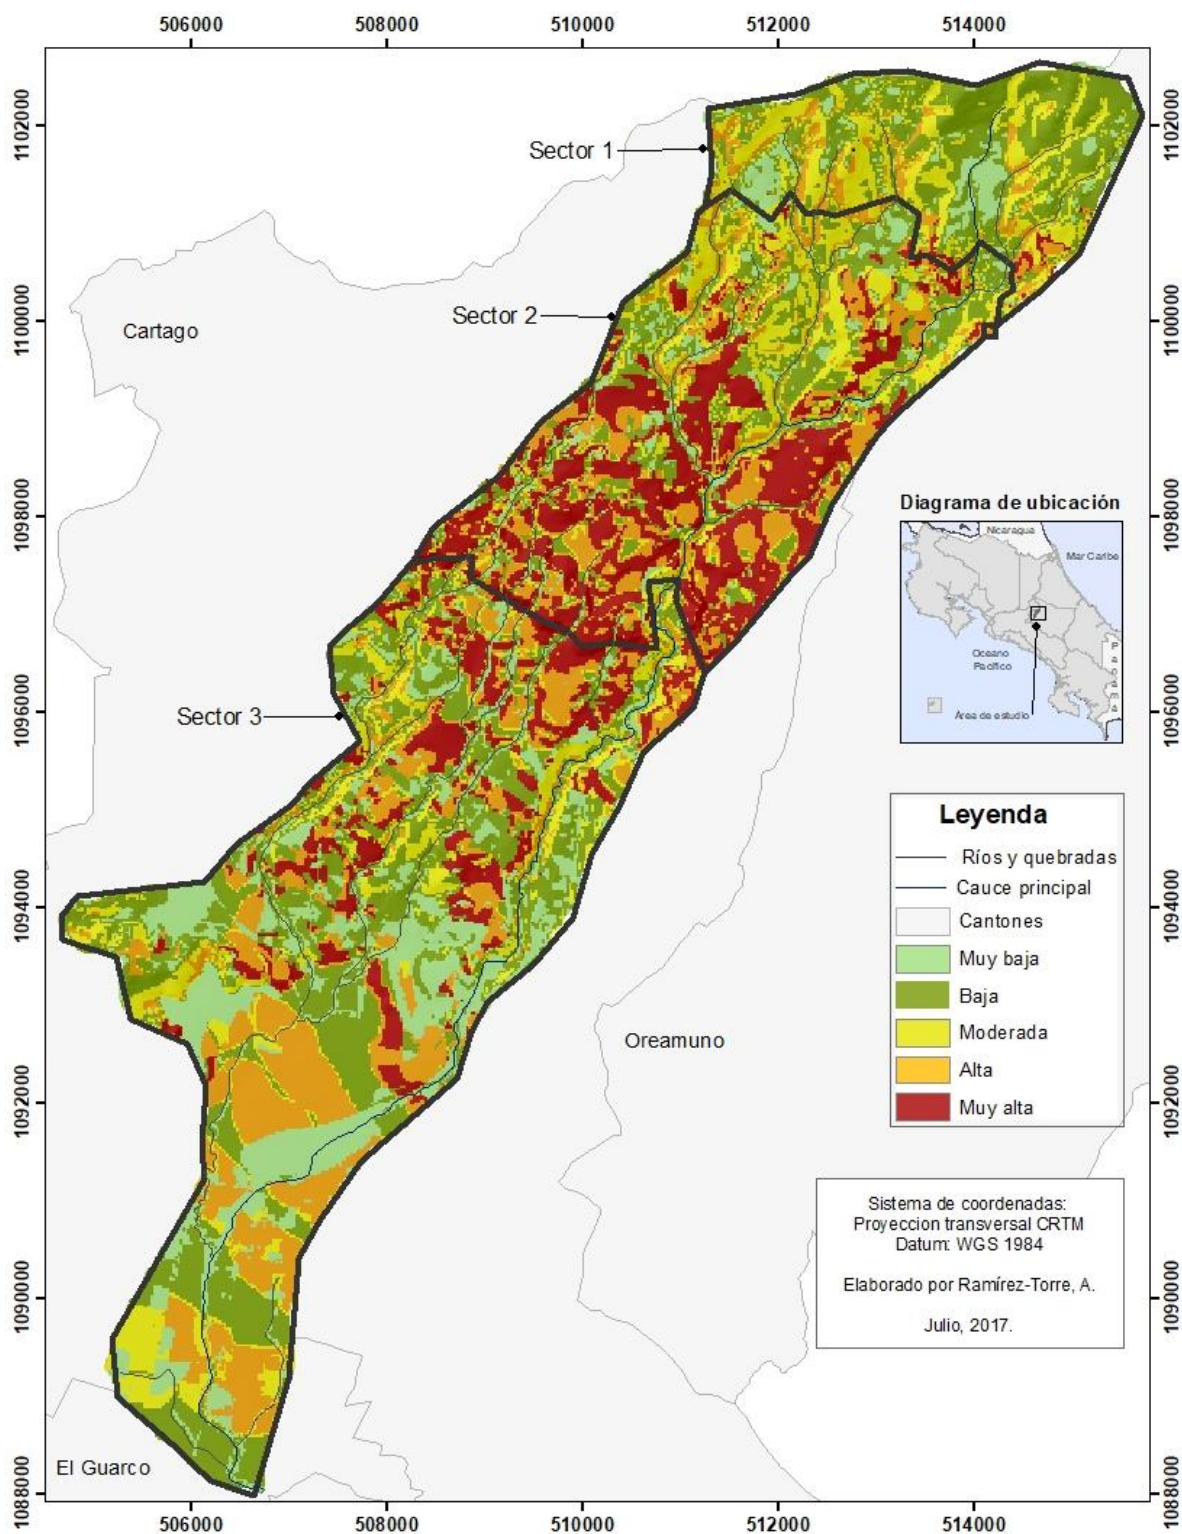 506000
508000
510000
512000
514000
1102000
1102000
Sector 1
1100000
1100000
Sector 2
Cartago
1098000
1098000
Diagrama de ubicación
Nicaragua
Mar Caribe
Oceano
Pacífico
Panamá
Área de estudio
1096000
1096000
Sector 3
Leyenda
Ríos y quebradas
Cauce principal
Cantones
Muy baja
Baja
Moderada
Alta
Muy alta
1094000
1094000
Oreamuno
1092000
1092000
Sistema de coordenadas:
Proyeccion transversal CRTM
Datum: WGS 1984
Elaborado por Ramírez-Torre, A.
Julio, 2017.
1090000
1090000
El Guarco
1088000
1088000
506000
508000
510000
512000
514000